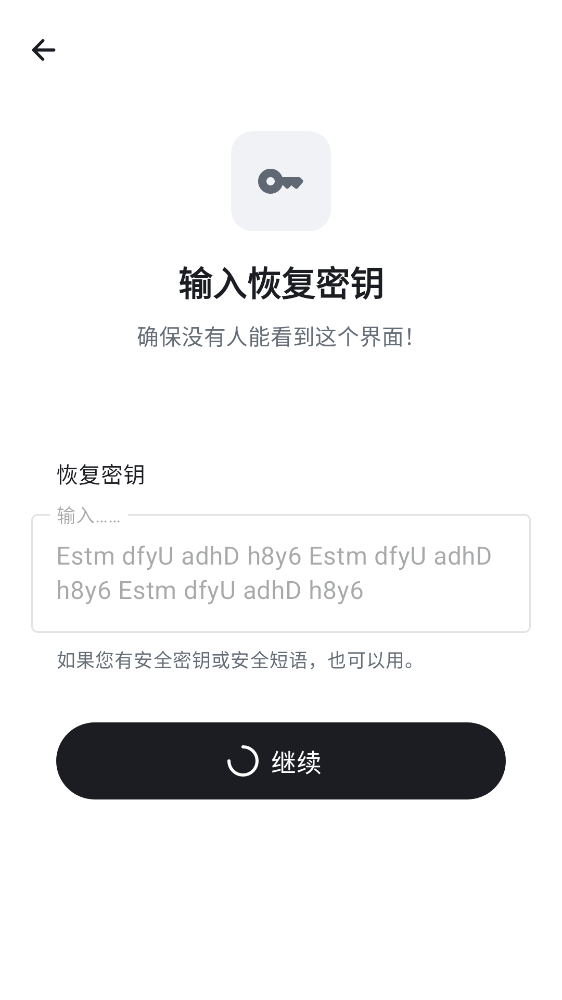 输入恢复密钥
确保没有人能看到这个界面！
恢复密钥
输入……
Estm dfyU adhD h8y6 Estm dfyU adhD
h8y6 Estm dfyU adhD h8y6
如果您有安全密钥或安全短语，也可以用。
继续